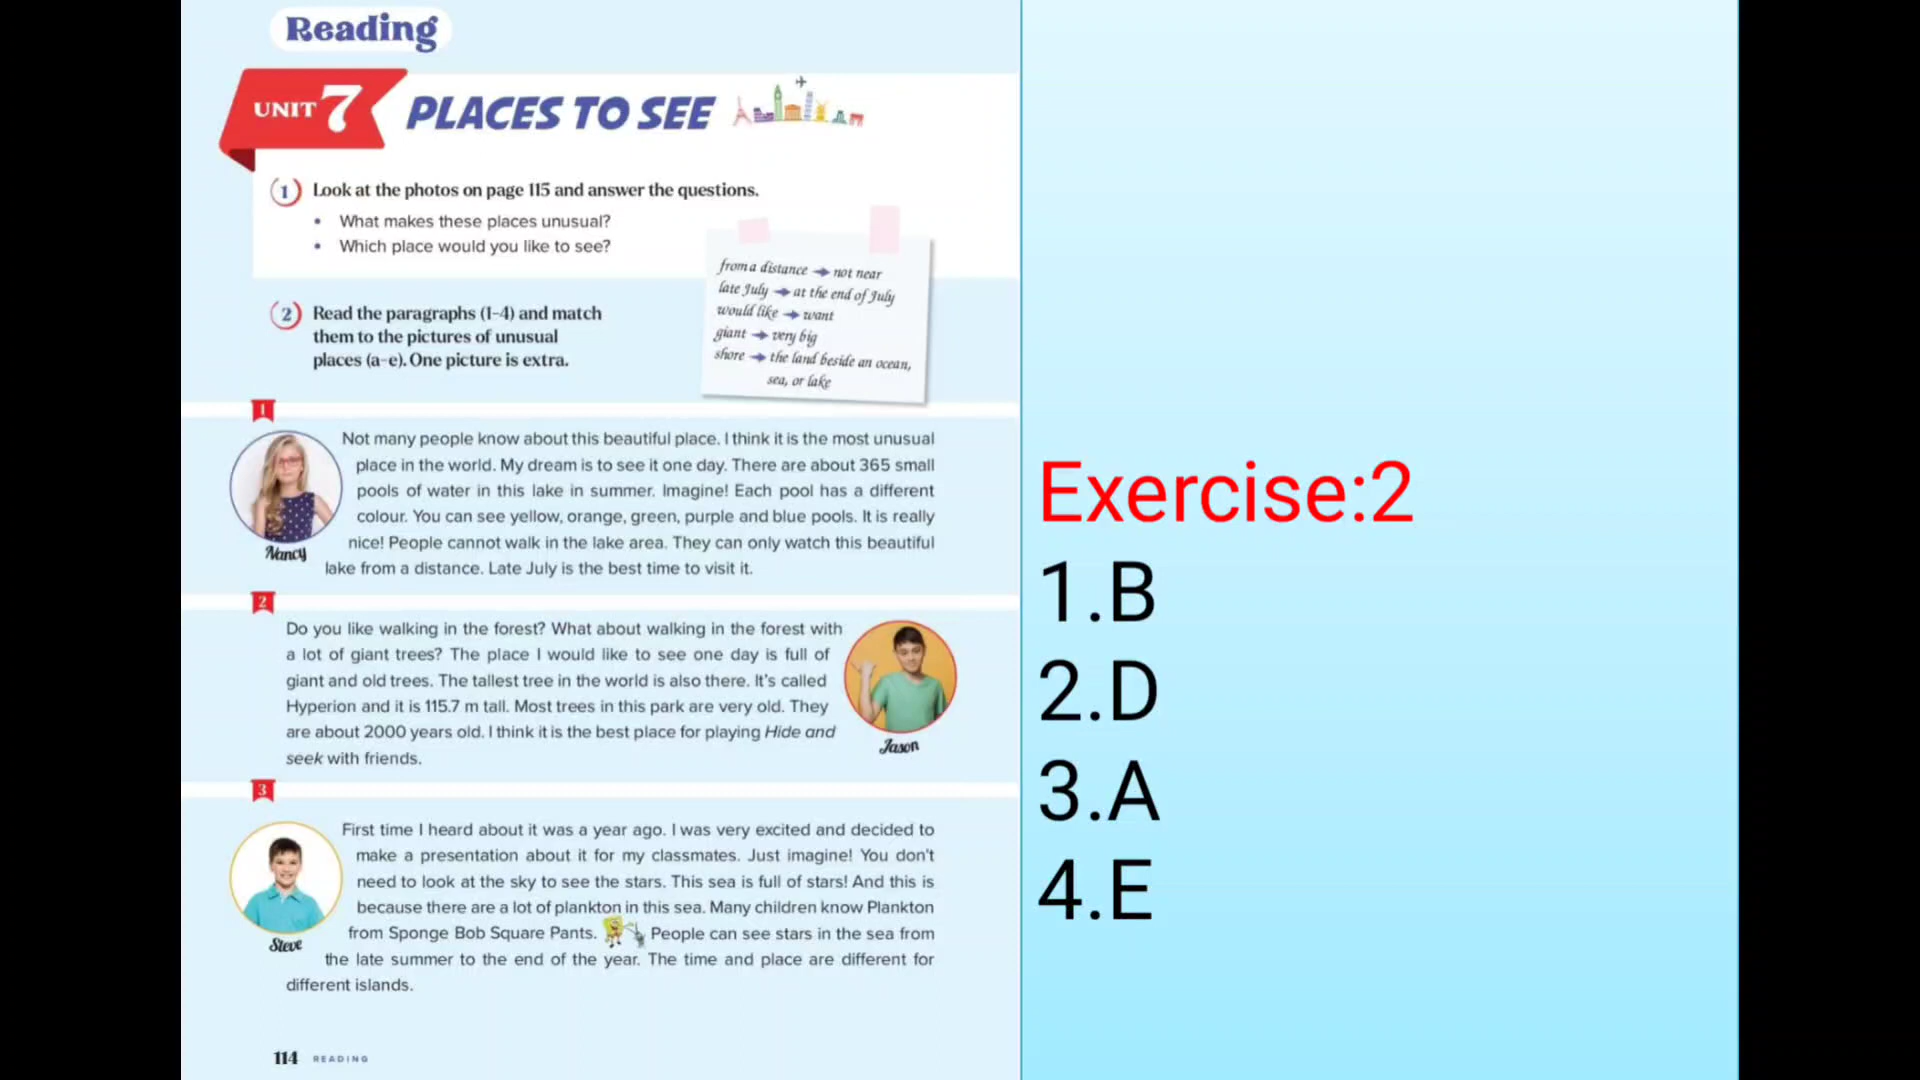 Reading
UNIT 7 PLACES TO SEE
1 Look at the photos on page 115 and answer the questions.
• What makes these places unusual?
• Which place would you like to see?
from a distance → not near
late July → at the end of July
would like → want
giant → very big
shore → the land beside an ocean,
sea, or lake
2 Read the paragraphs (1–4) and match
them to the pictures of unusual
places (a–e). One picture is extra.
1
Not many people know about this beautiful place. I think it is the most unusual
place in the world. My dream is to see it one day. There are about 365 small
pools of water in this lake in summer. Imagine! Each pool has a different
colour. You can see yellow, orange, green, purple and blue pools. It is really
nice! People cannot walk in the lake area. They can only watch this beautiful
lake from a distance. Late July is the best time to visit it.
Nancy
2
Do you like walking in the forest? What about walking in the forest with
a lot of giant trees? The place I would like to see one day is full of
giant and old trees. The tallest tree in the world is also there. It's called
Hyperion and it is 115.7 m tall. Most trees in this park are very old. They
are about 2000 years old. I think it is the best place for playing Hide and
seek with friends.
Jason
3
First time I heard about it was a year ago. I was very excited and decided to
make a presentation about it for my classmates. Just imagine! You don't
need to look at the sky to see the stars. This sea is full of stars! And this is
because there are a lot of plankton in this sea. Many children know Plankton
from Sponge Bob Square Pants. People can see stars in the sea from
the late summer to the end of the year. The time and place are different for
different islands.
Steve
114 READING
Exercise:2
1.B
2.D
3.A
4.E